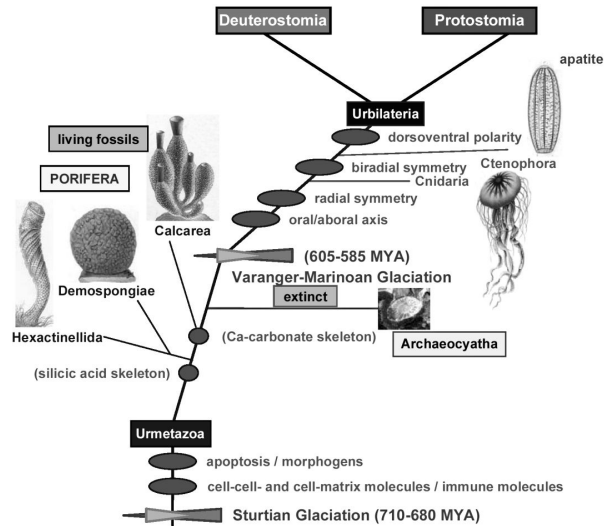 Deuterostomia
Protostomia
apatite
Urbilateria
dorsoventral polarity
living fossils
biradial symmetry
Ctenophora
PORIFERA
Cnidaria
radial symmetry
oral/aboral axis
Calcarea
(605-585 MYA)
Varanger-Marinoan Glaciation
Demospongiae
extinct
Hexactinellida
(Ca-carbonate skeleton)
Archaeocyatha
(silicic acid skeleton)
Urmetazoa
apoptosis / morphogens
cell-cell- and cell-matrix molecules / immune molecules
Sturtian Glaciation (710-680 MYA)